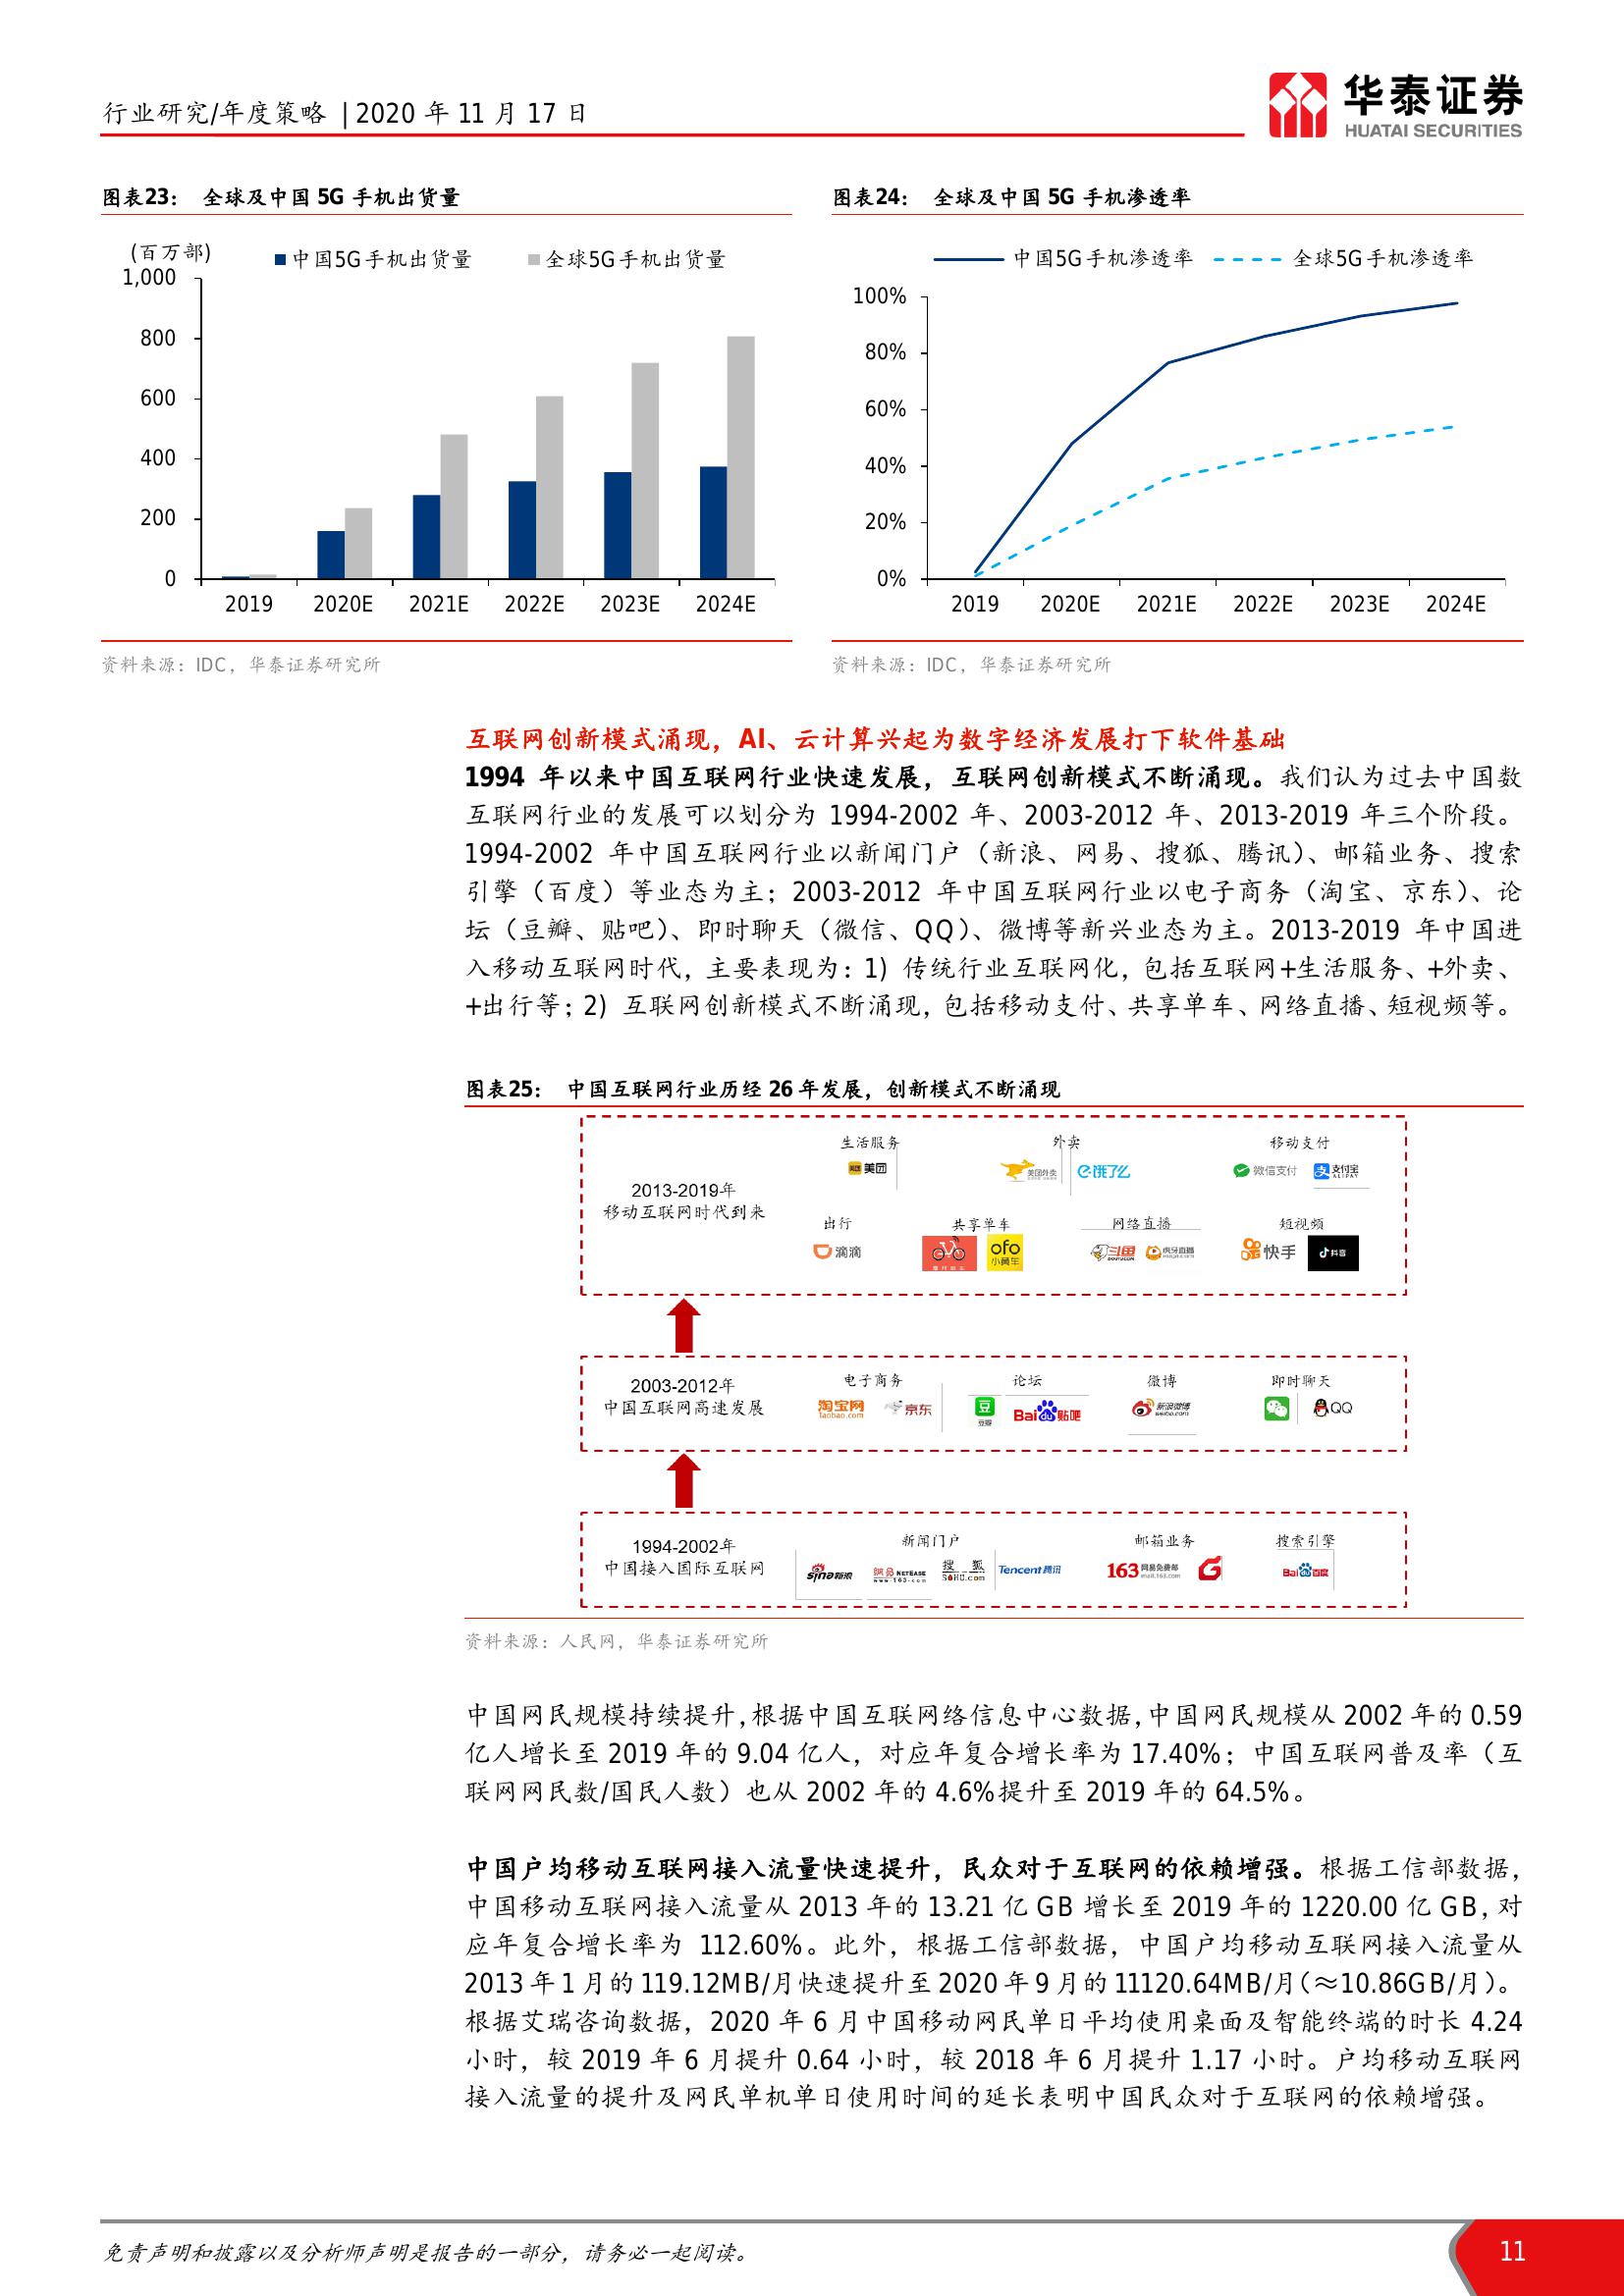 行业研究/年度策略 | 2020 年 11 月 17 日
华泰证券
HUATAI SECURITIES
图表23： 全球及中国 5G 手机出货量
(百万部)
中国5G手机出货量 全球5G手机出货量
1,000
800
600
400
200
0
2019 2020E 2021E 2022E 2023E 2024E
资料来源：IDC，华泰证券研究所
图表24： 全球及中国 5G 手机渗透率
中国5G手机渗透率 全球5G手机渗透率
100%
80%
60%
40%
20%
0%
2019 2020E 2021E 2022E 2023E 2024E
资料来源：IDC，华泰证券研究所
互联网创新模式涌现，AI、云计算兴起为数字经济发展打下软件基础
1994 年以来中国互联网行业快速发展，互联网创新模式不断涌现。我们认为过去中国数
互联网行业的发展可以划分为 1994-2002 年、2003-2012 年、2013-2019 年三个阶段。
1994-2002 年中国互联网行业以新闻门户（新浪、网易、搜狐、腾讯）、邮箱业务、搜索
引擎（百度）等业态为主；2003-2012 年中国互联网行业以电子商务（淘宝、京东）、论
坛（豆瓣、贴吧）、即时聊天（微信、QQ）、微博等新兴业态为主。2013-2019 年中国进
入移动互联网时代，主要表现为：1）传统行业互联网化，包括互联网+生活服务、+外卖、
+出行等；2）互联网创新模式不断涌现，包括移动支付、共享单车、网络直播、短视频等。
图表25： 中国互联网行业历经 26 年发展，创新模式不断涌现
2013-2019年
移动互联网时代到来
生活服务 外卖 移动支付
美团 美团外卖 饿了么 微信支付 支付宝
ALIPAY
出行 共享单车 网络直播 短视频
滴滴 ofo 小黄车 斗鱼 虎牙直播 快手 抖音
2003-2012年
中国互联网高速发展
电子商务 论坛 微博 即时聊天
淘宝网 京东 豆 Bai du 贴吧 新浪微博 QQ
Taobao.com 豆瓣 weibo.com
1994-2002年
中国接入国际互联网
新闻门户 邮箱业务 搜索引擎
sina新浪 網易 NETEASE 搜狐 Tencent 腾讯 163 网易免费邮 Bai du 百度
www.163.com SOHU.com mail.163.com
资料来源：人民网，华泰证券研究所
中国网民规模持续提升，根据中国互联网络信息中心数据，中国网民规模从 2002 年的 0.59
亿人增长至 2019 年的 9.04 亿人，对应年复合增长率为 17.40%；中国互联网普及率（互
联网网民数/国民人数）也从 2002 年的 4.6%提升至 2019 年的 64.5%。
中国户均移动互联网接入流量快速提升，民众对于互联网的依赖增强。根据工信部数据，
中国移动互联网接入流量从 2013 年的 13.21 亿 GB 增长至 2019 年的 1220.00 亿 GB，对
应年复合增长率为 112.60%。此外，根据工信部数据，中国户均移动互联网接入流量从
2013 年 1 月的 119.12MB/月快速提升至 2020 年 9 月的 11120.64MB/月（≈10.86GB/月）。
根据艾瑞咨询数据，2020 年 6 月中国移动网民单日平均使用桌面及智能终端的时长 4.24
小时，较 2019 年 6 月提升 0.64 小时，较 2018 年 6 月提升 1.17 小时。户均移动互联网
接入流量的提升及网民单机单日使用时间的延长表明中国民众对于互联网的依赖增强。
免责声明和披露以及分析师声明是报告的一部分，请务必一起阅读。
11